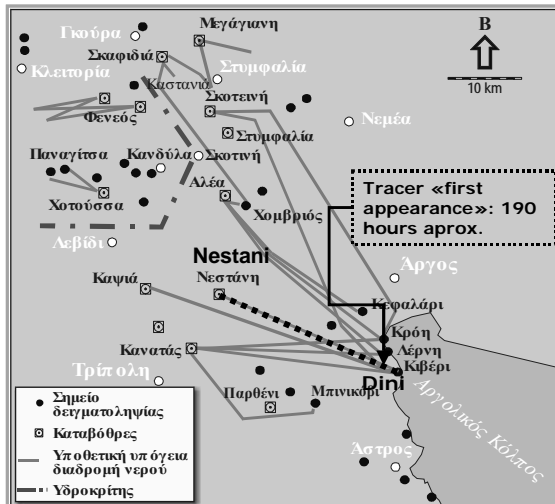 Γκούρα
Μεγάγιανη
Σκαφιδιά
Κλειτορία
Καστανιά
Στυμφαλία
Σκοτεινή
Φενεός
Νεμέα
Στυμφαλία
Παναγίτσα
Κανδύλα
Σκοτινή
Αλέα
Χοτούσσα
Χομβριός
Λεβίδι
B
10 km
Tracer «first
appearance»: 190
hours aprox.
Nestani
Νεστάνη
Καψιά
Άργος
Κεφαλάρι
Κρόη
Λέρνη
Κιβέρι
Dini
Κανατάς
Τρίπολη
Παρθένι
Μπινικόρι
Αργολικός Κόλπος
Άστρος
Σημείο
δειγματοληψίας
Καταβόθρες
Υποθετική υπόγεια
διαδρομή νερού
Υδροκρίτης